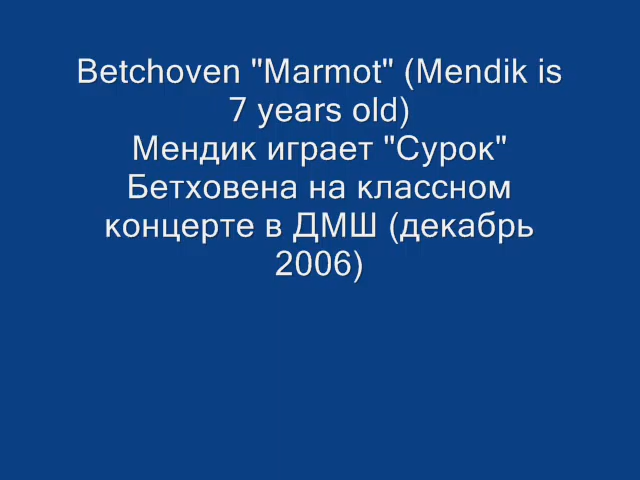 Betchoven "Marmot" (Mendik is
7 years old)
Мендик играет "Сурок"
Бетховена на классном
концерте в ДМШ (декабрь
2006)